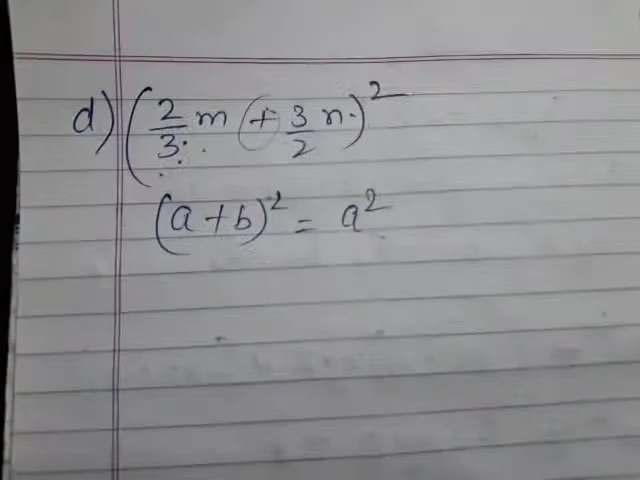 d) (2/3 m + 3/2 n)²
(a + b)² = a²